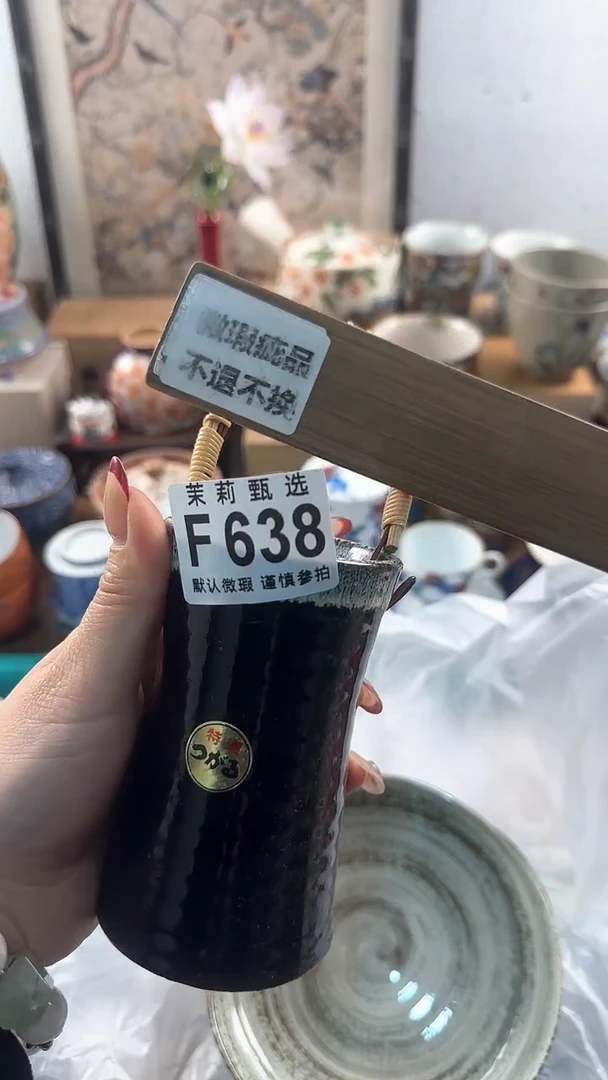 微瑕疵品
不退不换
茉莉甄选
F638
默认微瑕 谨慎参拍
特選
つがる